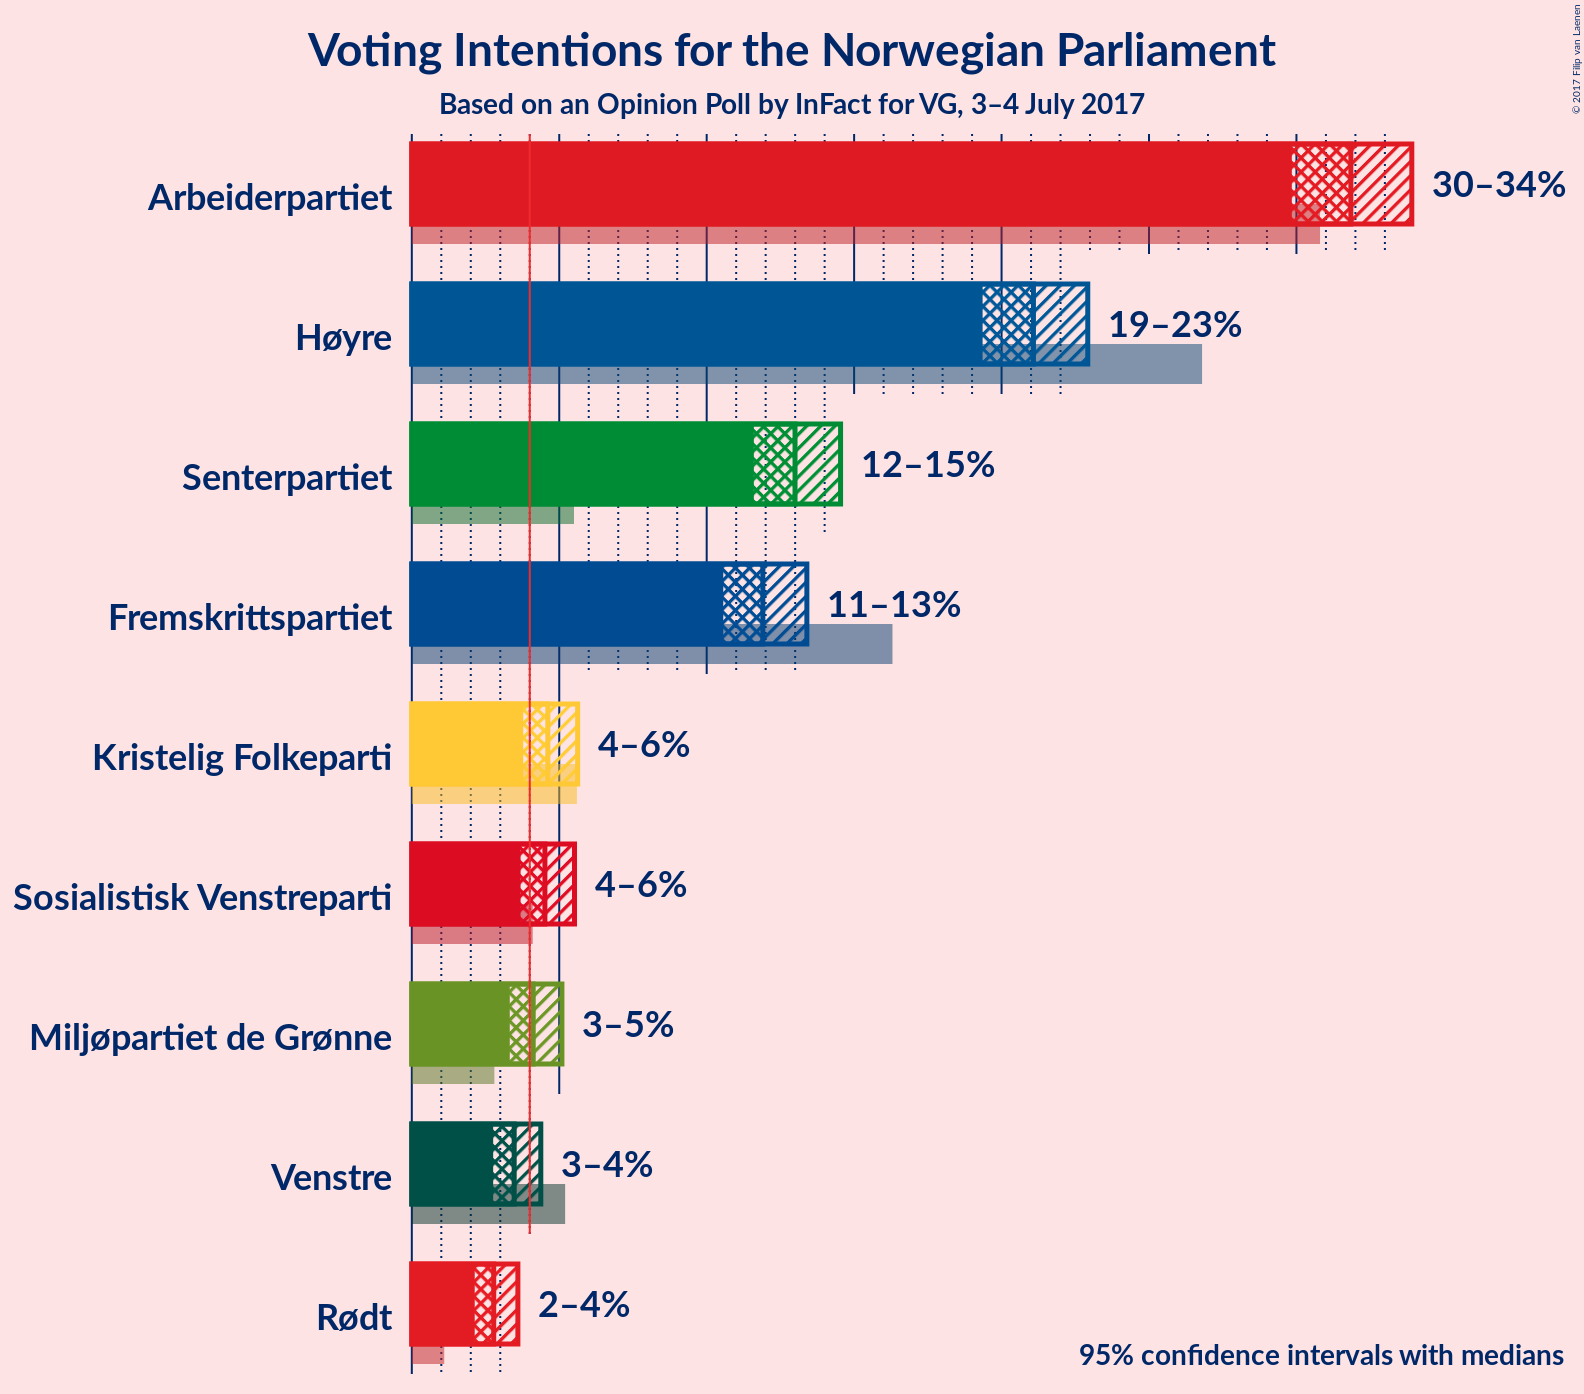 Voting Intentions for the Norwegian Parliament
Based on an Opinion Poll by InFact for VG, 3–4 July 2017
© 2017 Filip van Laenen
Arbeiderpartiet
30–34%
Høyre
19–23%
Senterpartiet
12–15%
Fremskrittspartiet
11–13%
Kristelig Folkeparti
4–6%
Sosialistisk Venstreparti
4–6%
Miljøpartiet de Grønne
3–5%
Venstre
3–4%
Rødt
2–4%
95% confidence intervals with medians